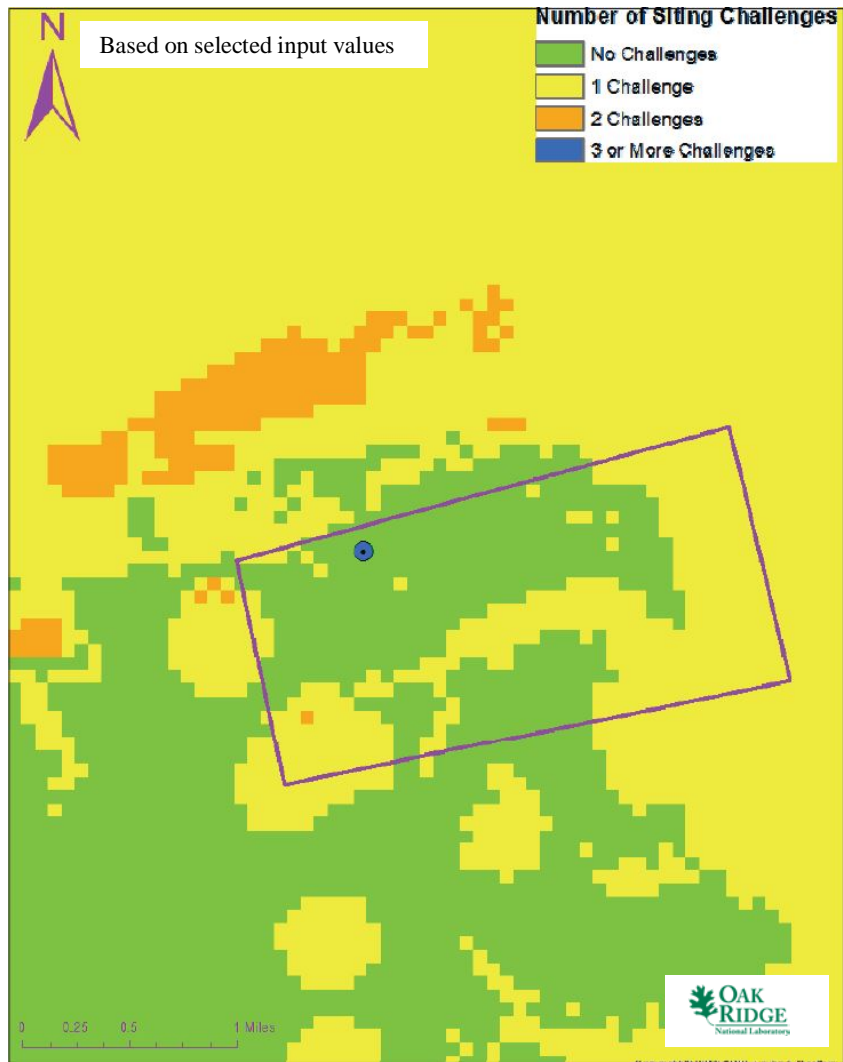 N
Based on selected input values
Number of Siting Challenges
No Challenges
1 Challenge
2 Challenges
3 or More Challenges
0 0.25 0.5 1 Miles
OAK
RIDGE
National Laboratory